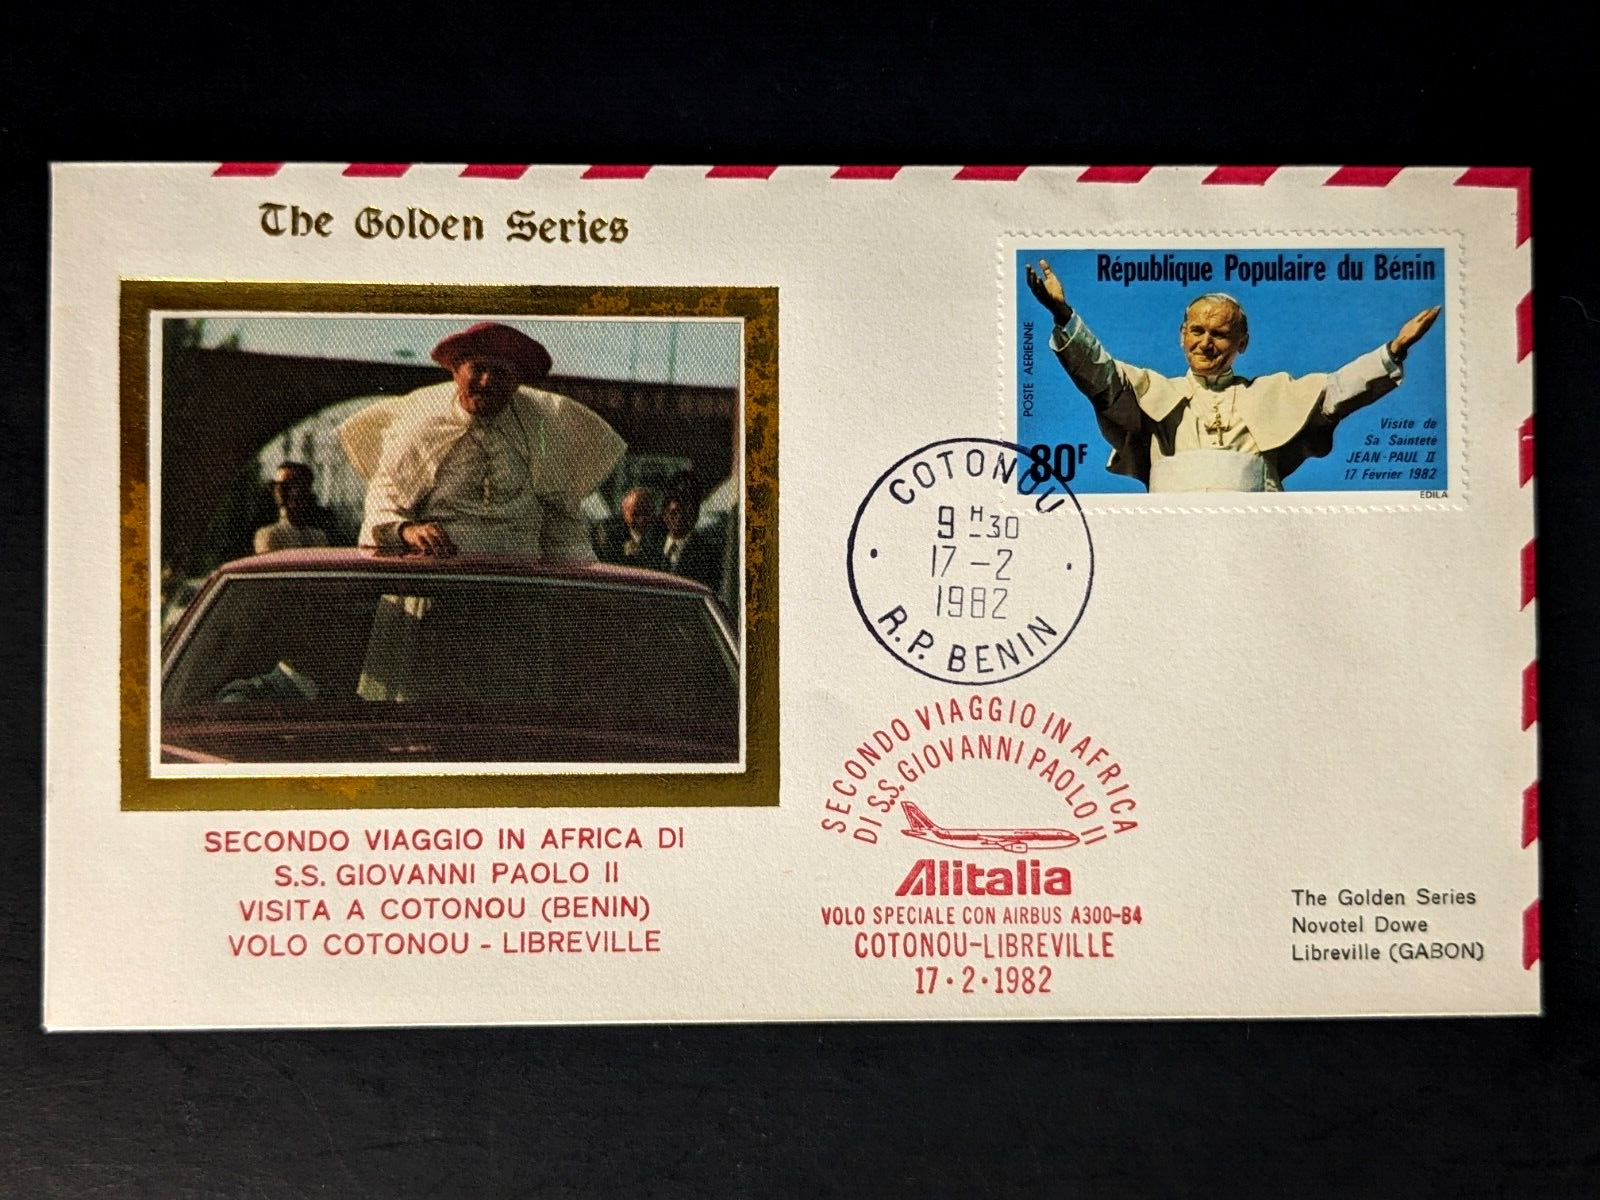 The Golden Series
République Populaire du Bénin
POSTE AERIENNE
Visite de
Sa Sainteté
JEAN-PAUL II
17 Février 1982
80F
EDILA
COTONOU
9 H 30
17-2
1982
R.P. BENIN
SECONDO VIAGGIO IN AFRICA
DI S.S. GIOVANNI PAOLO II
Alitalia
VOLO SPECIALE CON AIRBUS A300-B4
COTONOU-LIBREVILLE
17·2·1982
SECONDO VIAGGIO IN AFRICA DI
S.S. GIOVANNI PAOLO II
VISITA A COTONOU (BENIN)
VOLO COTONOU - LIBREVILLE
The Golden Series
Novotel Dowe
Libreville (GABON)